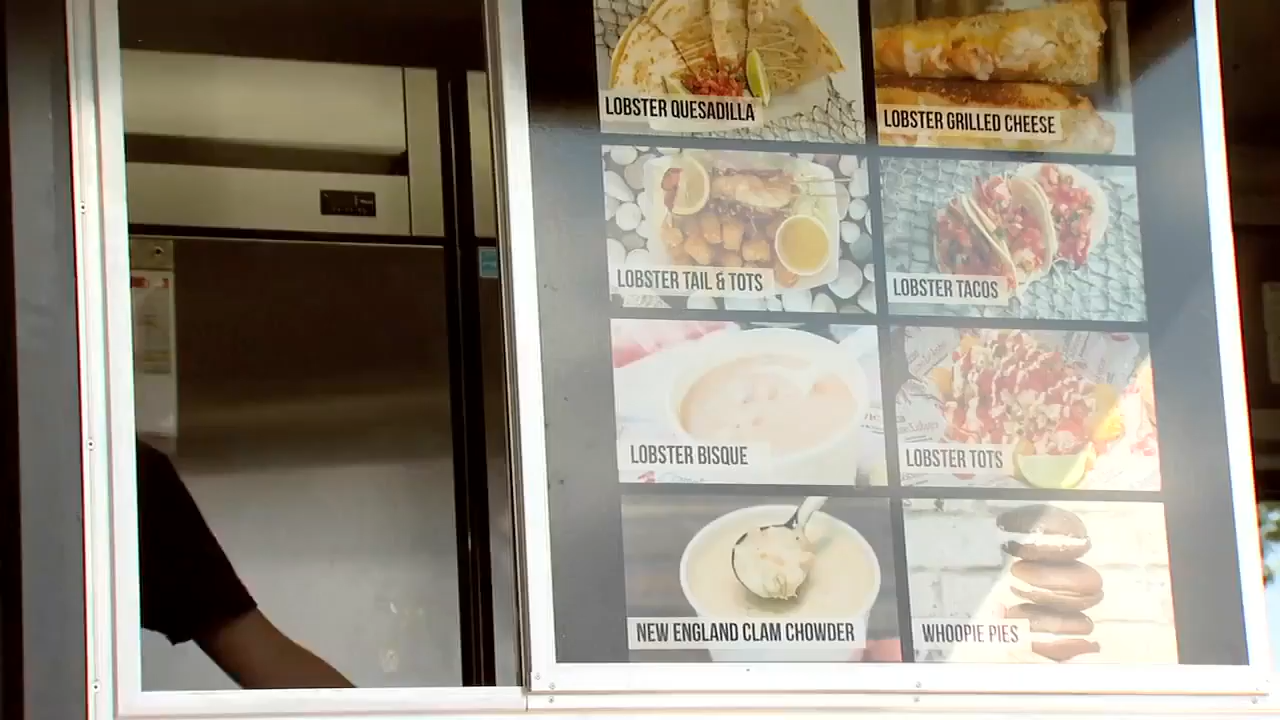 LOBSTER QUESADILLA
LOBSTER GRILLED CHEESE
LOBSTER TAIL & TOTS
LOBSTER TACOS
LOBSTER BISQUE
LOBSTER TOTS
NEW ENGLAND CLAM CHOWDER
WHOOPIE PIES